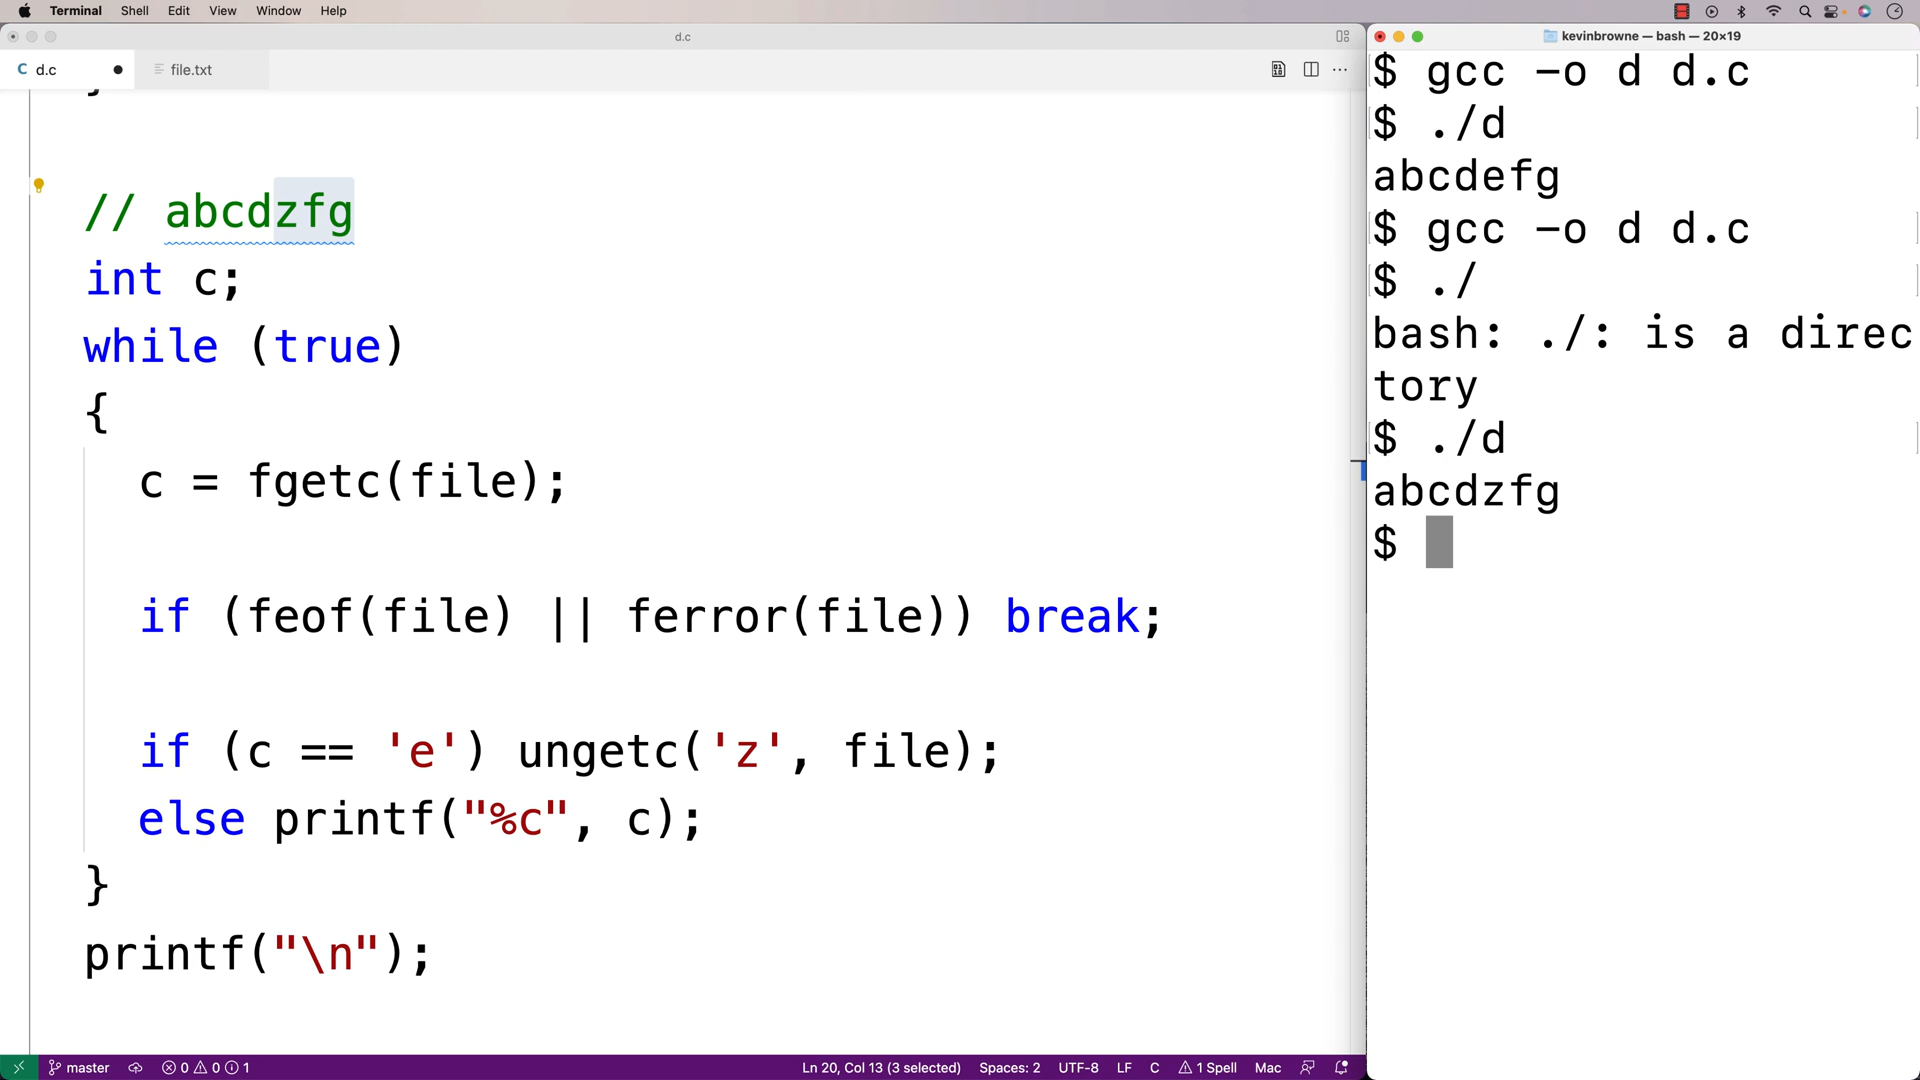 Terminal Shell Edit View Window Help
d.c
C d.c
file.txt
}
// abcdzfg
int c;
while (true)
{
c = fgetc(file);
if (feof(file) || ferror(file)) break;
if (c == 'e') ungetc('z', file);
else printf("%c", c);
}
printf("\n");
master
0 0 1
Ln 20, Col 13 (3 selected) Spaces: 2 UTF-8 LF C 1 Spell Mac
kevinbrowne — bash — 20×19
$ gcc -o d d.c
$ ./d
abcdefg
$ gcc -o d d.c
$ ./
bash: ./: is a direc
tory
$ ./d
abcdzfg
$